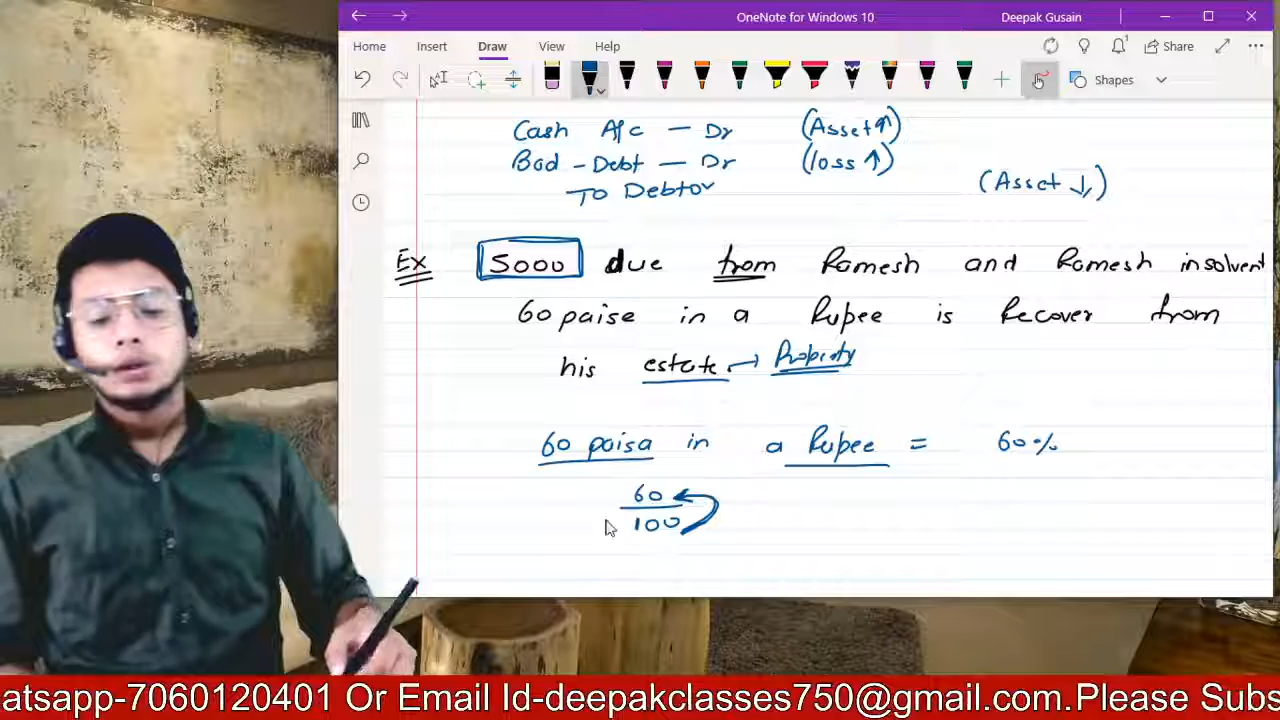 OneNote for Windows 10
Deepak Gusain
Home Insert Draw View Help
Share
Shapes
Cash A/c — Dr (Asset ↑)
Bad - Debt — Dr (loss ↑)
To Debtor (Asset ↓)
Ex 5000 due from Ramesh and Ramesh insolvent
60 paise in a Rupee is Recover from
his estate → Property
60 paisa in a Rupee = 60%
60
100
atsapp-7060120401 Or Email Id-deepakclasses750@gmail.com.Please Subs